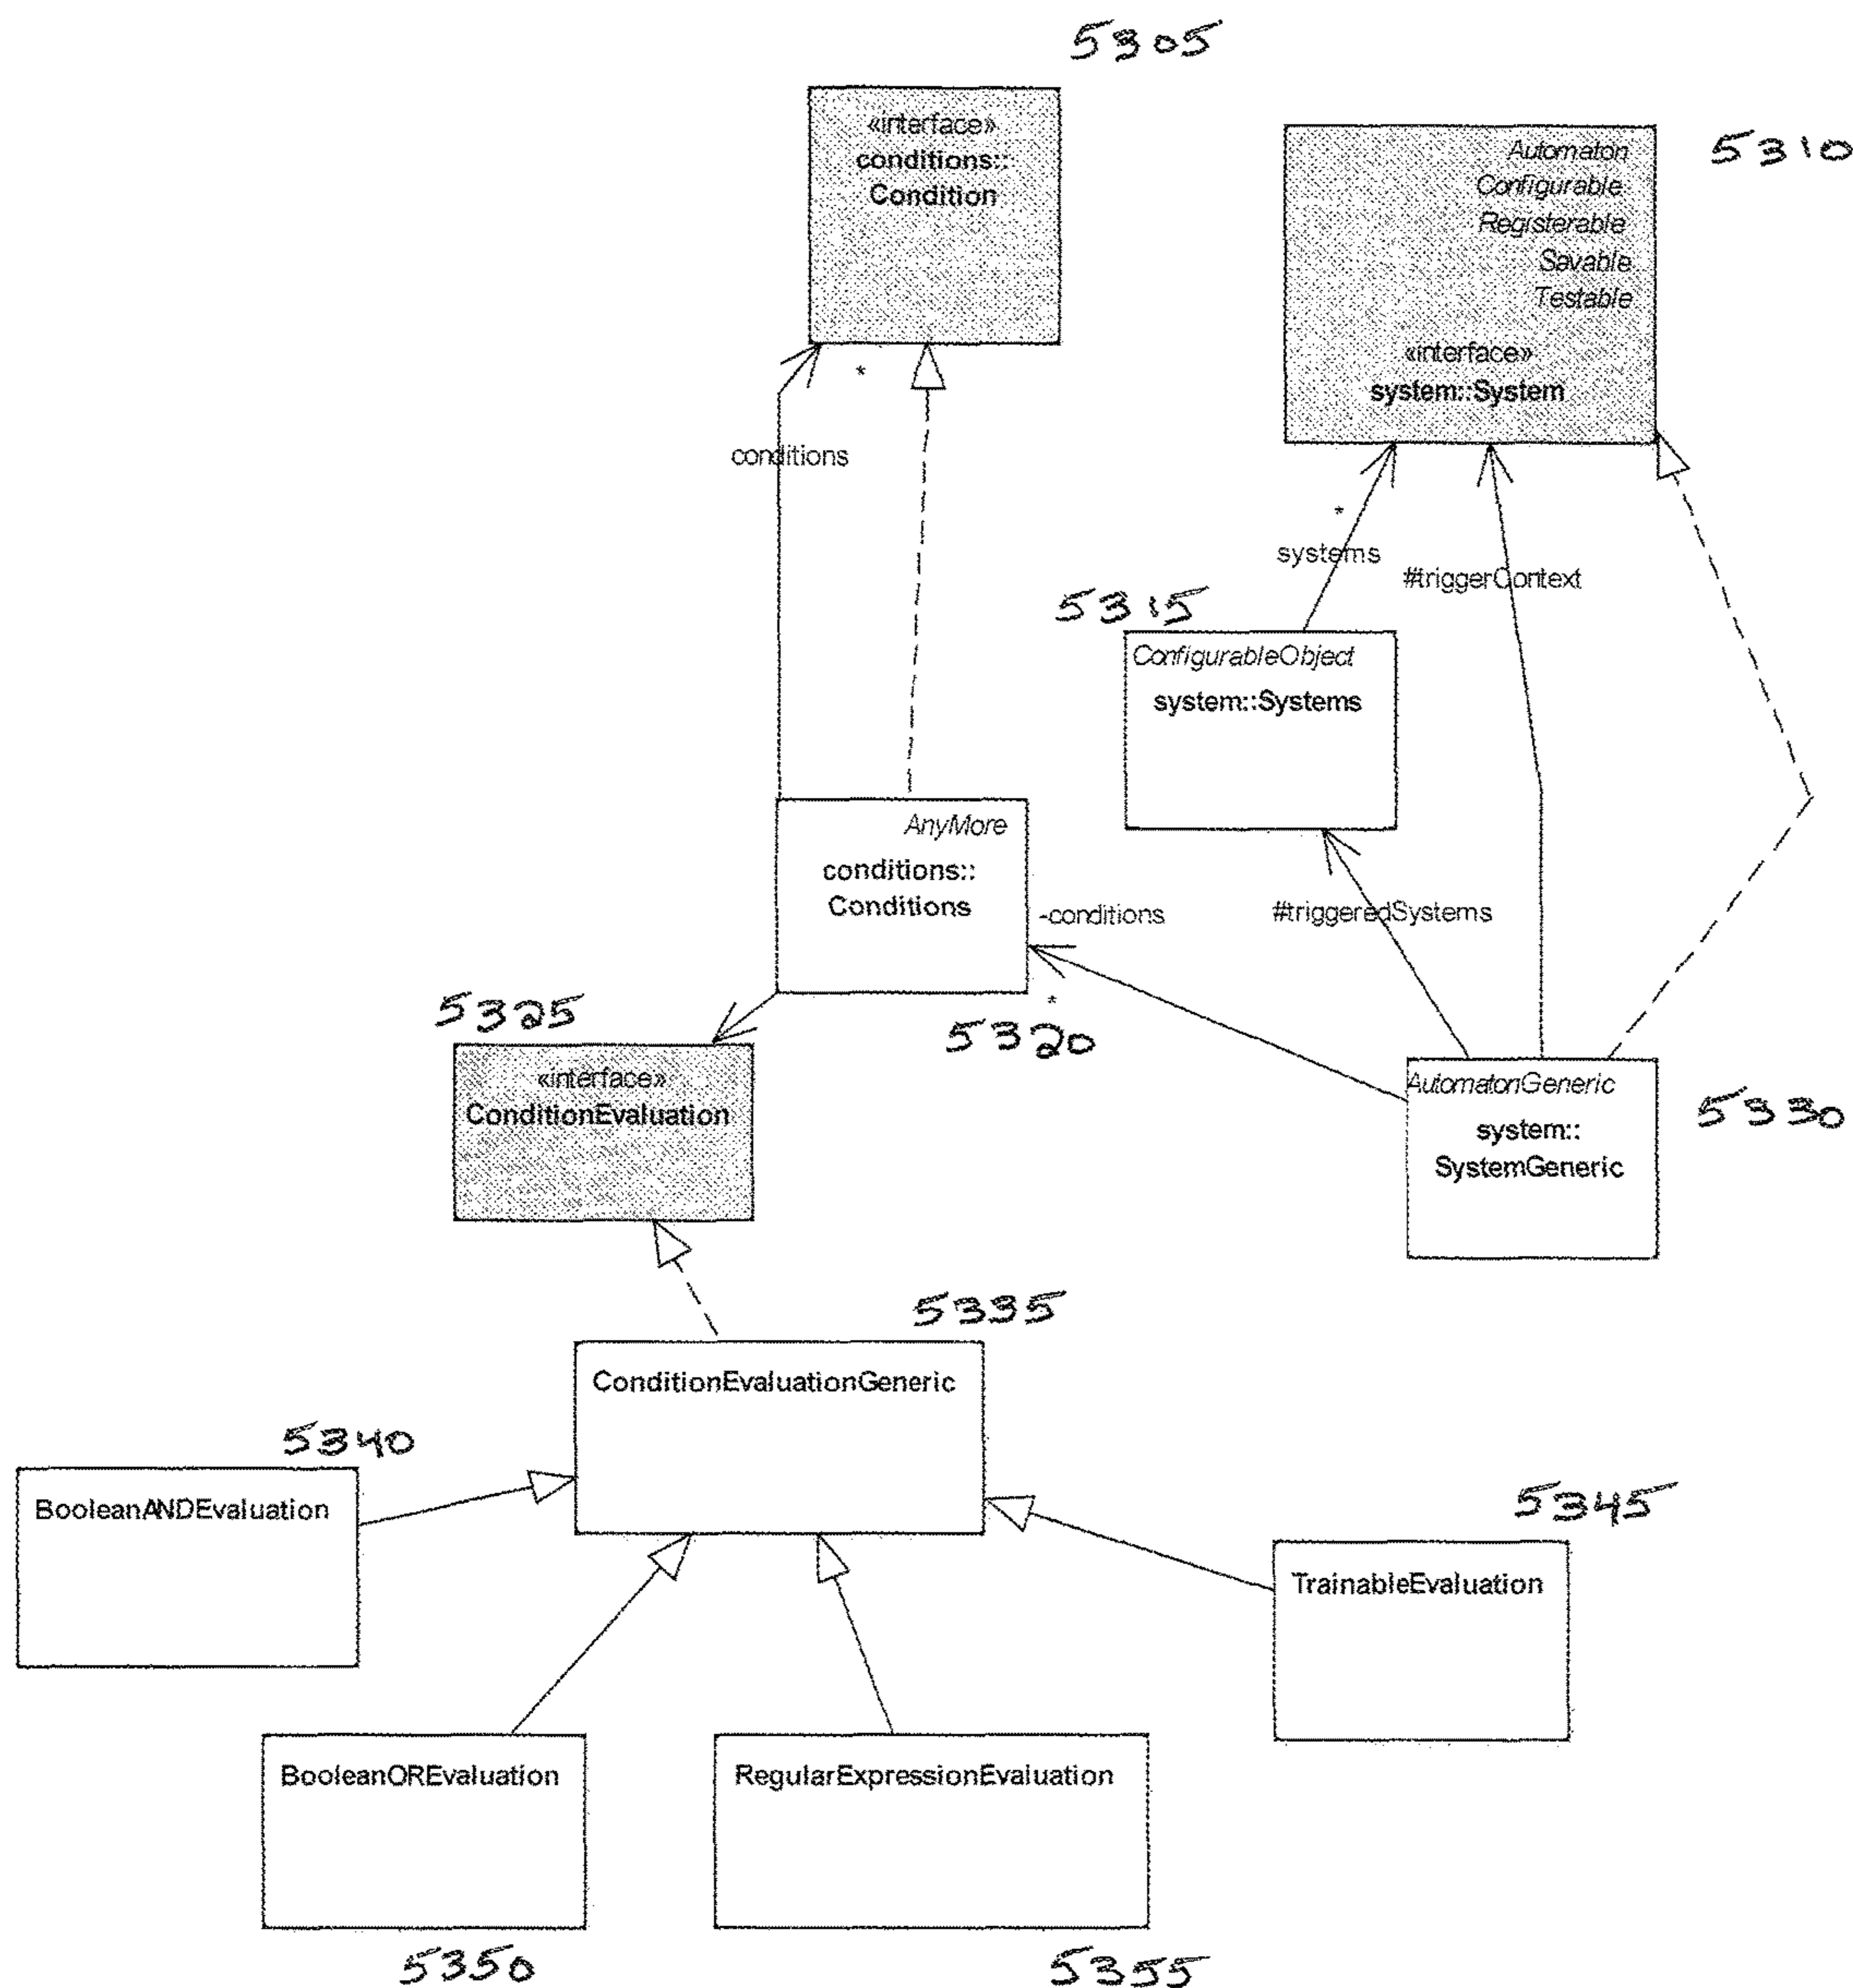 5305
«interface»
conditions::
Condition
5310
Automaton
Configurable
Registerable
Savable
Testable
«interface»
system::System
*
conditions
*
systems
#triggerContext
5315
ConfigurableObject
system::Systems
AnyMore
conditions::
Conditions
-conditions
#triggeredSystems
*
5320
5325
«interface»
ConditionEvaluation
AutomatonGeneric
system::
SystemGeneric
5330
5335
ConditionEvaluationGeneric
5340
BooleanANDEvaluation
5345
TrainableEvaluation
BooleanOREvaluation
RegularExpressionEvaluation
5350
5355